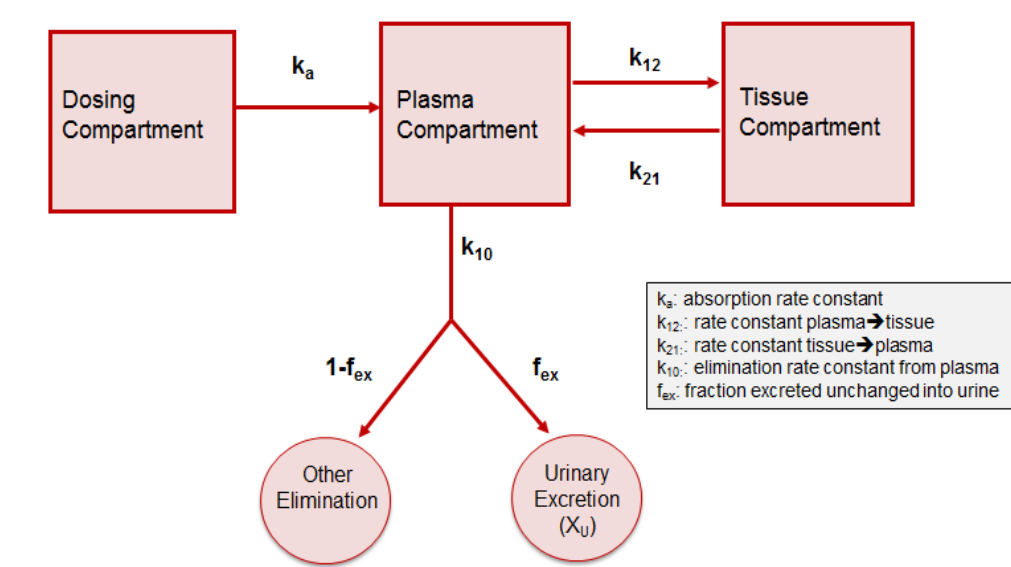 Dosing
Compartment
kₐ
Plasma
Compartment
k₁₂
k₂₁
Tissue
Compartment
k₁₀
kₐ: absorption rate constant
k₁₂:: rate constant plasma➔tissue
k₂₁:: rate constant tissue➔plasma
k₁₀:: elimination rate constant from plasma
fₑₓ: fraction excreted unchanged into urine
1-fₑₓ
fₑₓ
Other
Elimination
Urinary
Excretion
(X_U)